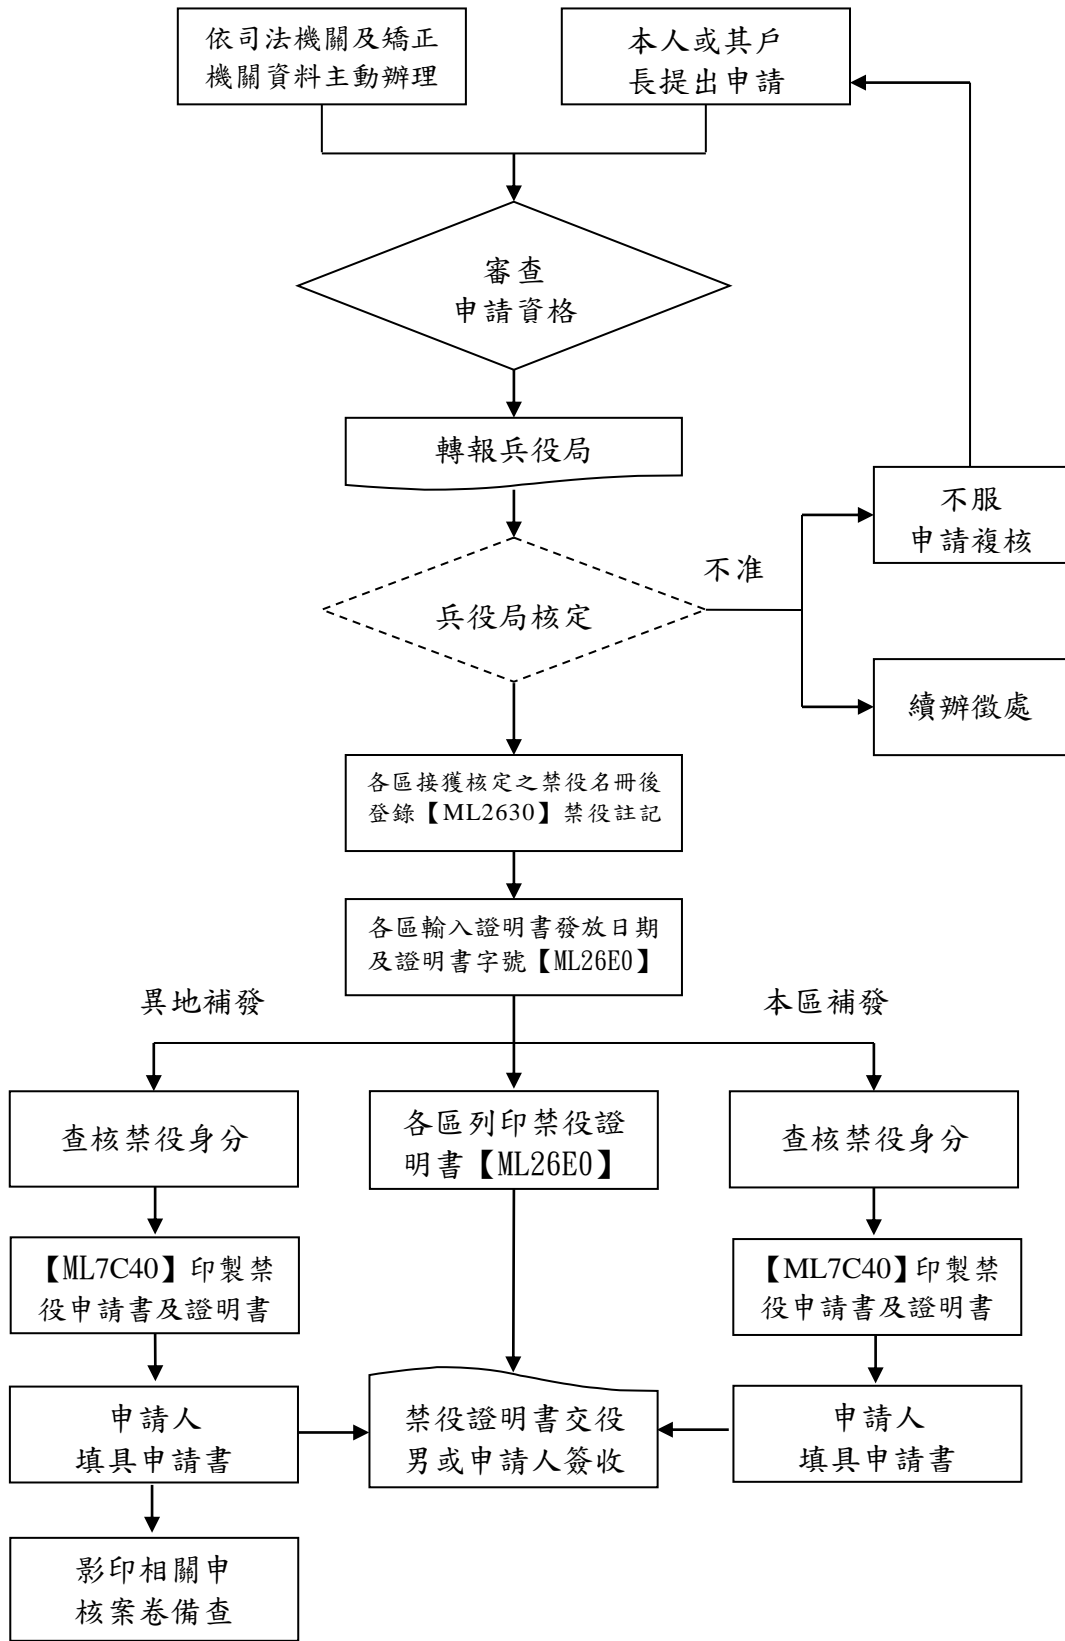 依司法機關及矯正
機關資料主動辦理
本人或其戶
長提出申請
審查
申請資格
轉報兵役局
不服
申請複核
不准
兵役局核定
續辦徵處
各區接獲核定之禁役名冊後
登錄【ML2630】禁役註記
各區輸入證明書發放日期
及證明書字號【ML26E0】
異地補發
本區補發
查核禁役身分
各區列印禁役證
明書【ML26E0】
查核禁役身分
【ML7C40】印製禁
役申請書及證明書
【ML7C40】印製禁
役申請書及證明書
申請人
填具申請書
禁役證明書交役
男或申請人簽收
申請人
填具申請書
影印相關申
核案卷備查